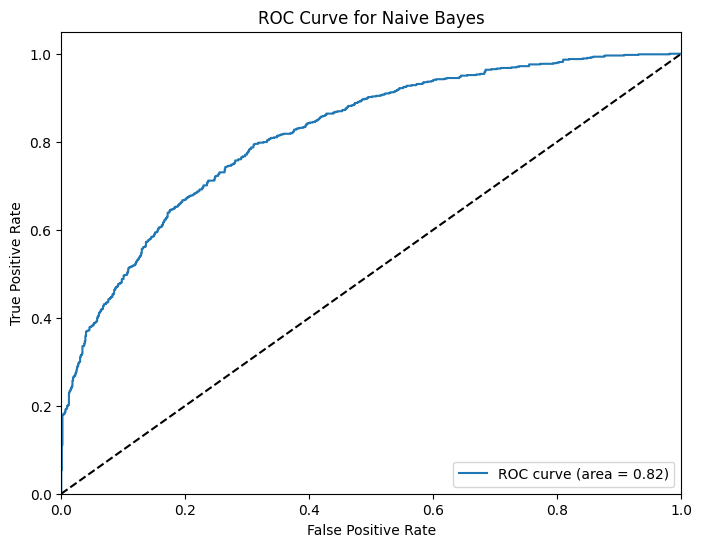 ROC Curve for Naive Bayes
True Positive Rate
1.0
0.8
0.6
0.4
0.2
0.0
ROC curve (area = 0.82)
0.0 0.2 0.4 0.6 0.8 1.0
False Positive Rate